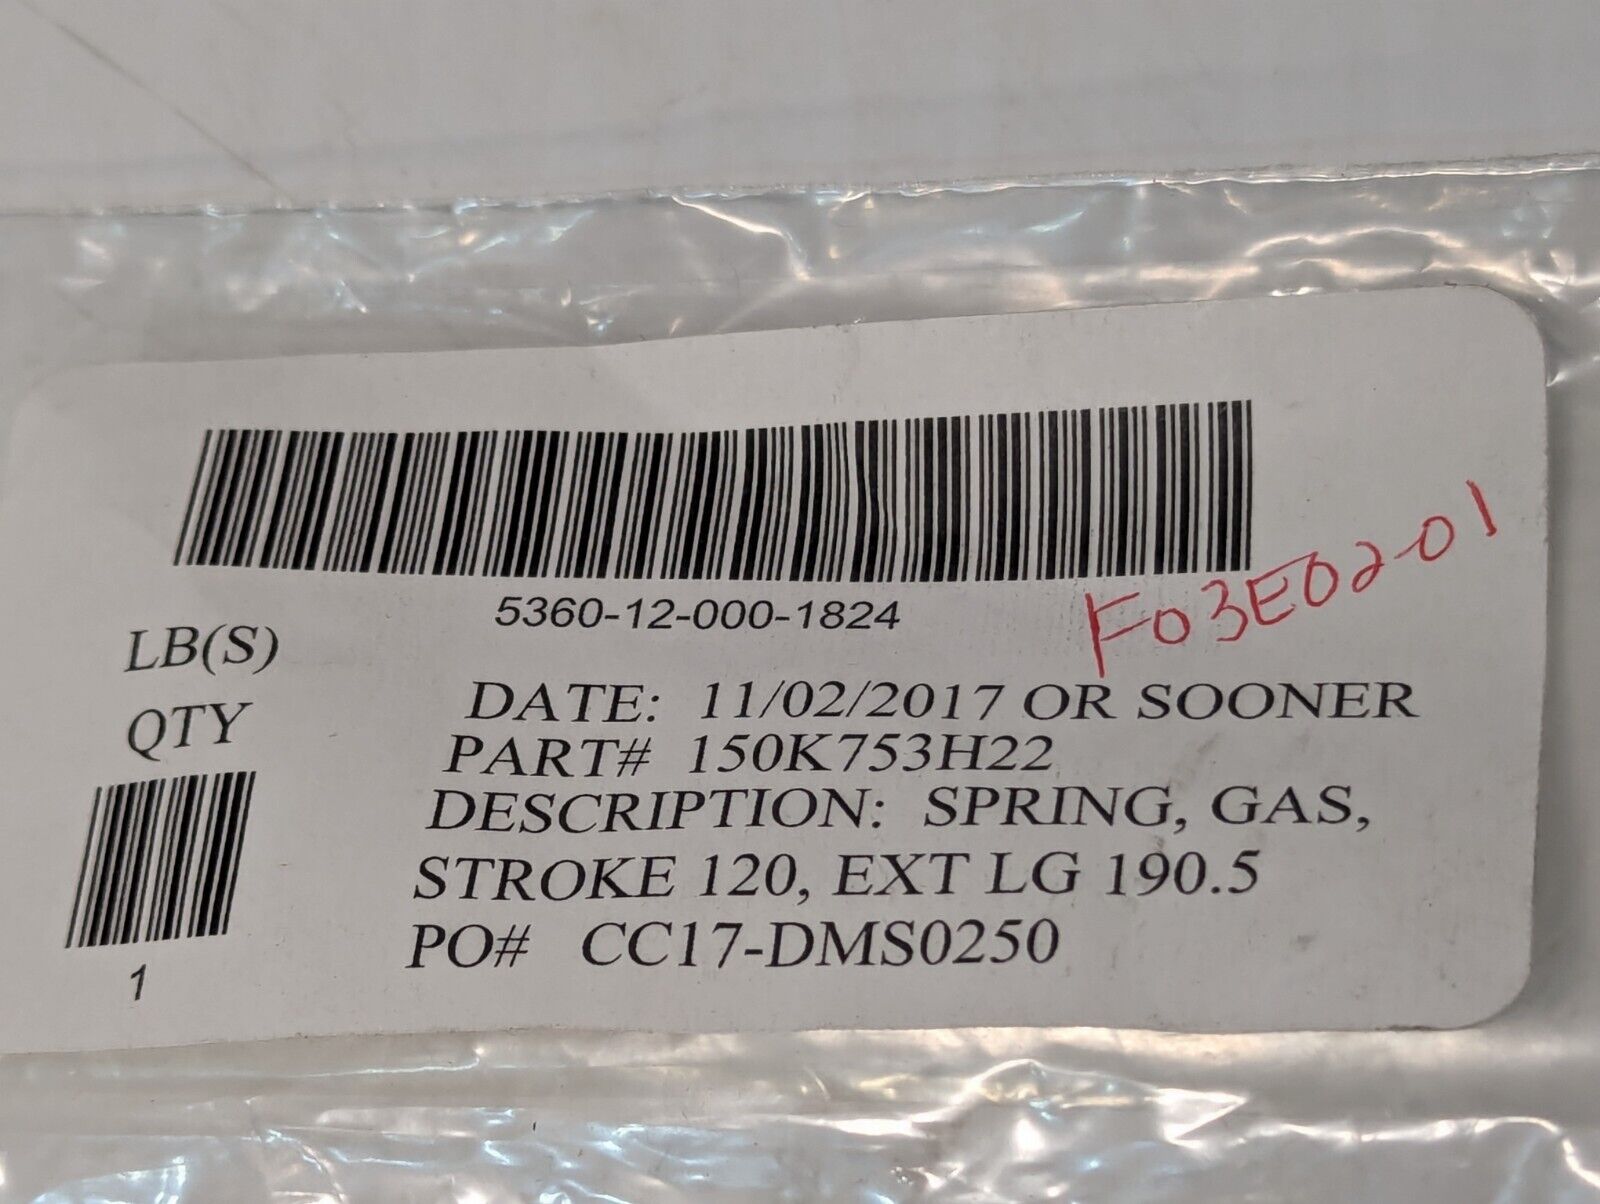 5360-12-000-1824
F03E02-01
LB(S)
QTY
1
DATE: 11/02/2017 OR SOONER
PART# 150K753H22
DESCRIPTION: SPRING, GAS,
STROKE 120, EXT LG 190.5
PO# CC17-DMS0250